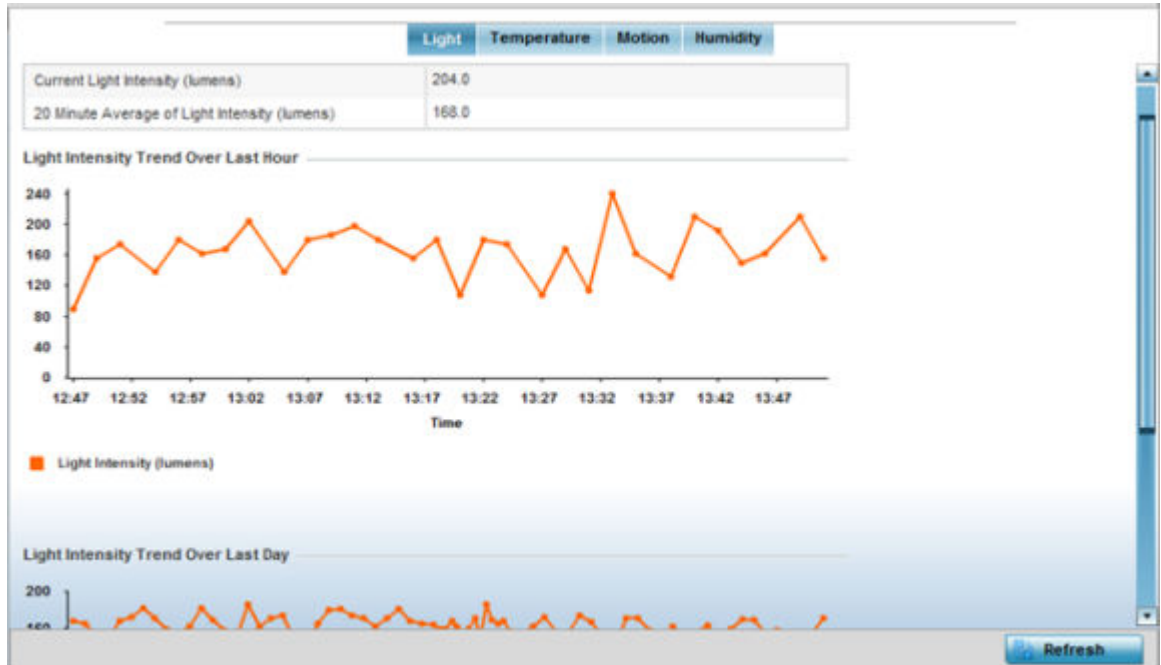 Light Temperature Motion Humidity
Current Light Intensity (lumens) 204.0
20 Minute Average of Light Intensity (lumens) 168.0
Light Intensity Trend Over Last Hour
240
200
160
120
80
40
0
12:47 12:52 12:57 13:02 13:07 13:12 13:17 13:22 13:27 13:32 13:37 13:42 13:47
Time
Light Intensity (lumens)
Light Intensity Trend Over Last Day
200
160
Refresh